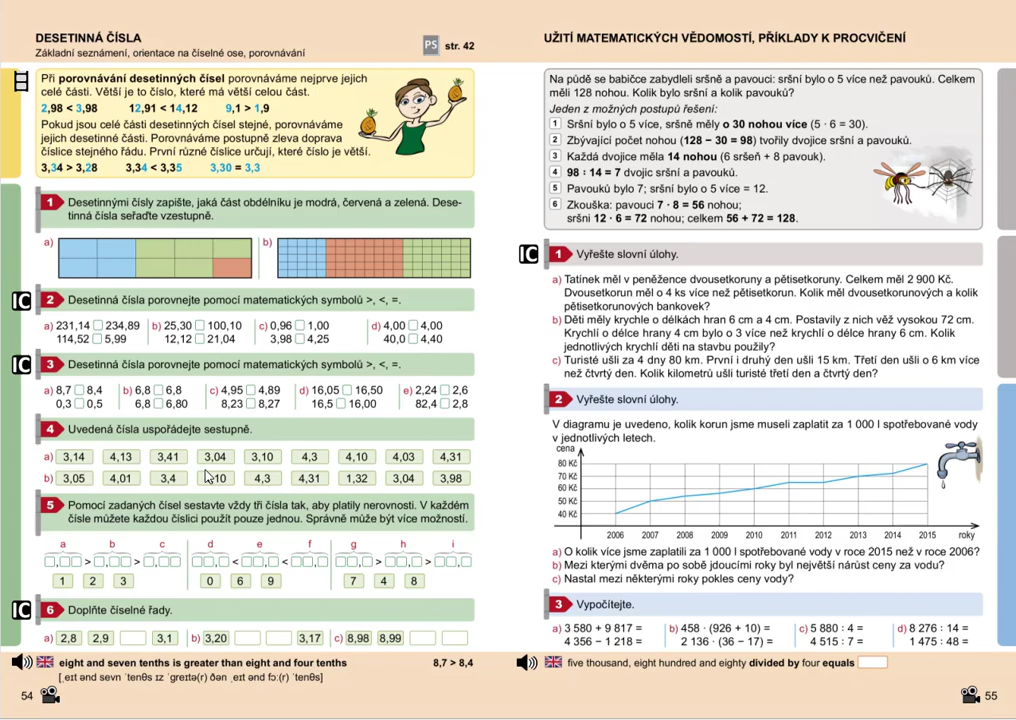 DESETINNÁ ČÍSLA
Základní seznámení, orientace na číselné ose, porovnávání
PS str. 42
Při porovnávání desetinných čísel porovnáváme nejprve jejich
celé části. Větší je to číslo, které má větší celou část.
2,98 < 3,98 12,91 < 14,12 9,1 > 1,9
Pokud jsou celé části desetinných čísel stejné, porovnáváme
jejich desetinné části. Porovnáváme postupně zleva doprava
číslice stejného řádu. První různé číslice určují, které číslo je větší.
3,34 > 3,28 3,34 < 3,35 3,30 = 3,3
1 Desetinnými čísly zapište, jaká část obdélníku je modrá, červená a zelená. Dese-
tinná čísla seřaďte vzestupně.
a) b)
IC 2 Desetinná čísla porovnejte pomocí matematických symbolů >, <, =.
a) 231,14 □ 234,89 b) 25,30 □ 100,10 c) 0,96 □ 1,00 d) 4,00 □ 4,00
114,52 □ 5,99 12,12 □ 21,04 3,98 □ 4,25 40,0 □ 4,40
IC 3 Desetinná čísla porovnejte pomocí matematických symbolů >, <, =.
a) 8,7 □ 8,4 b) 6,8 □ 6,8 c) 4,95 □ 4,89 d) 16,05 □ 16,50 e) 2,24 □ 2,6
0,3 □ 0,5 6,8 □ 6,80 8,23 □ 8,27 16,5 □ 16,00 82,4 □ 2,8
4 Uvedená čísla uspořádejte sestupně.
a) 3,14 4,13 3,41 3,04 3,10 4,3 4,10 4,03 4,31
b) 3,05 4,01 3,4 10 4,3 4,31 1,32 3,04 3,98
5 Pomocí zadaných čísel sestavte vždy tři čísla tak, aby platily nerovnosti. V každém
čísle můžete každou číslici použít pouze jednou. Správně může být více možností.
a b c d e f g h i
□,□□ > □,□□ > □,□□ □,□□ < □,□□ < □,□□ □,□□ > □,□□ > □,□□
1 2 3 0 6 9 7 4 8
IC 6 Doplňte číselné řady.
a) 2,8 2,9 □ 3,1 b) 3,20 □ □ 3,17 c) 8,98 8,99 □ □
eight and seven tenths is greater than eight and four tenths 8,7 > 8,4
[ˌeɪt ənd sevn ˈtenθs ɪz ˈgreɪtə(r) ðən ˌeɪt ənd fɔː(r) ˈtenθs]
54
UŽITÍ MATEMATICKÝCH VĚDOMOSTÍ, PŘÍKLADY K PROCVIČENÍ
Na půdě se babičce zabydleli sršně a pavouci: sršní bylo o 5 více než pavouků. Celkem
měli 128 nohou. Kolik bylo sršní a kolik pavouků?
Jeden z možných postupů řešení:
1 Sršní bylo o 5 více, sršně měly o 30 nohou více (5 · 6 = 30).
2 Zbývající počet nohou (128 − 30 = 98) tvořily dvojice sršní a pavouků.
3 Každá dvojice měla 14 nohou (6 sršeň + 8 pavouk).
4 98 : 14 = 7 dvojic sršní a pavouků.
5 Pavouků bylo 7; sršní bylo o 5 více = 12.
6 Zkouška: pavouci 7 · 8 = 56 nohou;
sršni 12 · 6 = 72 nohou; celkem 56 + 72 = 128.
IC 1 Vyřešte slovní úlohy.
a) Tatínek měl v peněžence dvousetkoruny a pětisetkoruny. Celkem měl 2 900 Kč.
Dvousetkorun měl o 4 ks více než pětisetkorun. Kolik měl dvousetkorunových a kolik
pětisetkorunových bankovek?
b) Děti měly krychle o délkách hran 6 cm a 4 cm. Postavily z nich věž vysokou 72 cm.
Krychlí o délce hrany 4 cm bylo o 3 více než krychlí o délce hrany 6 cm. Kolik
jednotlivých krychlí děti na stavbu použily?
c) Turisté ušli za 4 dny 80 km. První i druhý den ušli 15 km. Třetí den ušli o 6 km více
než čtvrtý den. Kolik kilometrů ušli turisté třetí den a čtvrtý den?
2 Vyřešte slovní úlohu.
V diagramu je uvedeno, kolik korun jsme museli zaplatit za 1 000 l spotřebované vody
v jednotlivých letech.
cena
80 Kč
70 Kč
60 Kč
50 Kč
40 Kč
2006 2007 2008 2009 2010 2011 2012 2013 2014 2015 roky
a) O kolik více jsme zaplatili za 1 000 l spotřebované vody v roce 2015 než v roce 2006?
b) Mezi kterými dvěma po sobě jdoucími roky byl největší nárůst ceny za vodu?
c) Nastal mezi některými roky pokles ceny vody?
3 Vypočítejte.
a) 3 580 + 9 817 = b) 458 · (926 + 10) = c) 5 880 : 4 = d) 8 276 : 14 =
4 356 − 1 218 = 2 136 · (36 − 17) = 4 515 : 7 = 1 475 : 48 =
five thousand, eight hundred and eighty divided by four equals
55